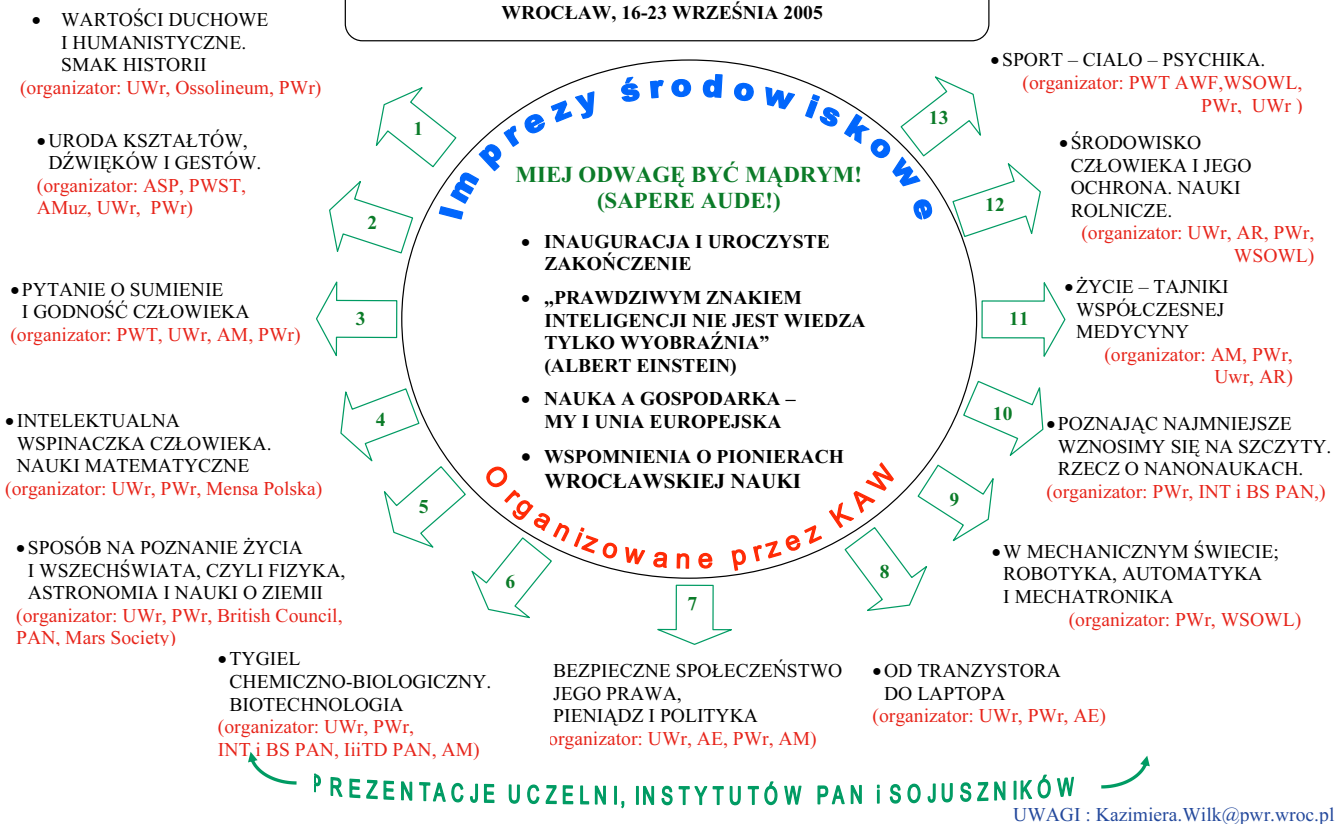 WROCŁAW, 16-23 WRZEŚNIA 2005
Imprezy środowiskowe
MIEJ ODWAGĘ BYĆ MĄDRYM!
(SAPERE AUDE!)
• INAUGURACJA I UROCZYSTE
ZAKOŃCZENIE
• „PRAWDZIWYM ZNAKIEM
INTELIGENCJI NIE JEST WIEDZA
TYLKO WYOBRAŹNIA”
(ALBERT EINSTEIN)
• NAUKA A GOSPODARKA –
MY I UNIA EUROPEJSKA
• WSPOMNIENIA O PIONIERACH
WROCŁAWSKIEJ NAUKI
Organizowane przez KAW
1
• WARTOŚCI DUCHOWE
I HUMANISTYCZNE.
SMAK HISTORII
(organizator: UWr, Ossolineum, PWr)
2
• URODA KSZTAŁTÓW,
DŹWIĘKÓW I GESTÓW.
(organizator: ASP, PWST,
AMuz, UWr, PWr)
3
• PYTANIE O SUMIENIE
I GODNOŚĆ CZŁOWIEKA
(organizator: PWT, UWr, AM, PWr)
4
• INTELEKTUALNA
WSPINACZKA CZŁOWIEKA.
NAUKI MATEMATYCZNE
(organizator: UWr, PWr, Mensa Polska)
5
• SPOSÓB NA POZNANIE ŻYCIA
I WSZECHŚWIATA, CZYLI FIZYKA,
ASTRONOMIA I NAUKI O ZIEMII
(organizator: UWr, PWr, British Council,
PAN, Mars Society)
6
• TYGIEL
CHEMICZNO-BIOLOGICZNY.
BIOTECHNOLOGIA
(organizator: UWr, PWr,
INT i BS PAN, IiiTD PAN, AM)
7
BEZPIECZNE SPOŁECZEŃSTWO
JEGO PRAWA,
PIENIĄDZ I POLITYKA
organizator: UWr, AE, PWr, AM)
8
• OD TRANZYSTORA
DO LAPTOPA
(organizator: UWr, PWr, AE)
9
• W MECHANICZNYM ŚWIECIE;
ROBOTYKA, AUTOMATYKA
I MECHATRONIKA
(organizator: PWr, WSOWL)
10
• POZNAJĄC NAJMNIEJSZE
WZNOSIMY SIĘ NA SZCZYTY.
RZECZ O NANONAUKACH.
(organizator: PWr, INT i BS PAN,)
11
• ŻYCIE – TAJNIKI
WSPÓŁCZESNEJ
MEDYCYNY
(organizator: AM, PWr,
Uwr, AR)
12
• ŚRODOWISKO
CZŁOWIEKA I JEGO
OCHRONA. NAUKI
ROLNICZE.
(organizator: UWr, AR, PWr,
WSOWL)
13
• SPORT – CIALO – PSYCHIKA.
(organizator: PWT AWF,WSOWL,
PWr, UWr )
PREZENTACJE UCZELNI, INSTYTUTÓW PAN i SOJUSZNIKÓW
UWAGI : Kazimiera.Wilk@pwr.wroc.pl